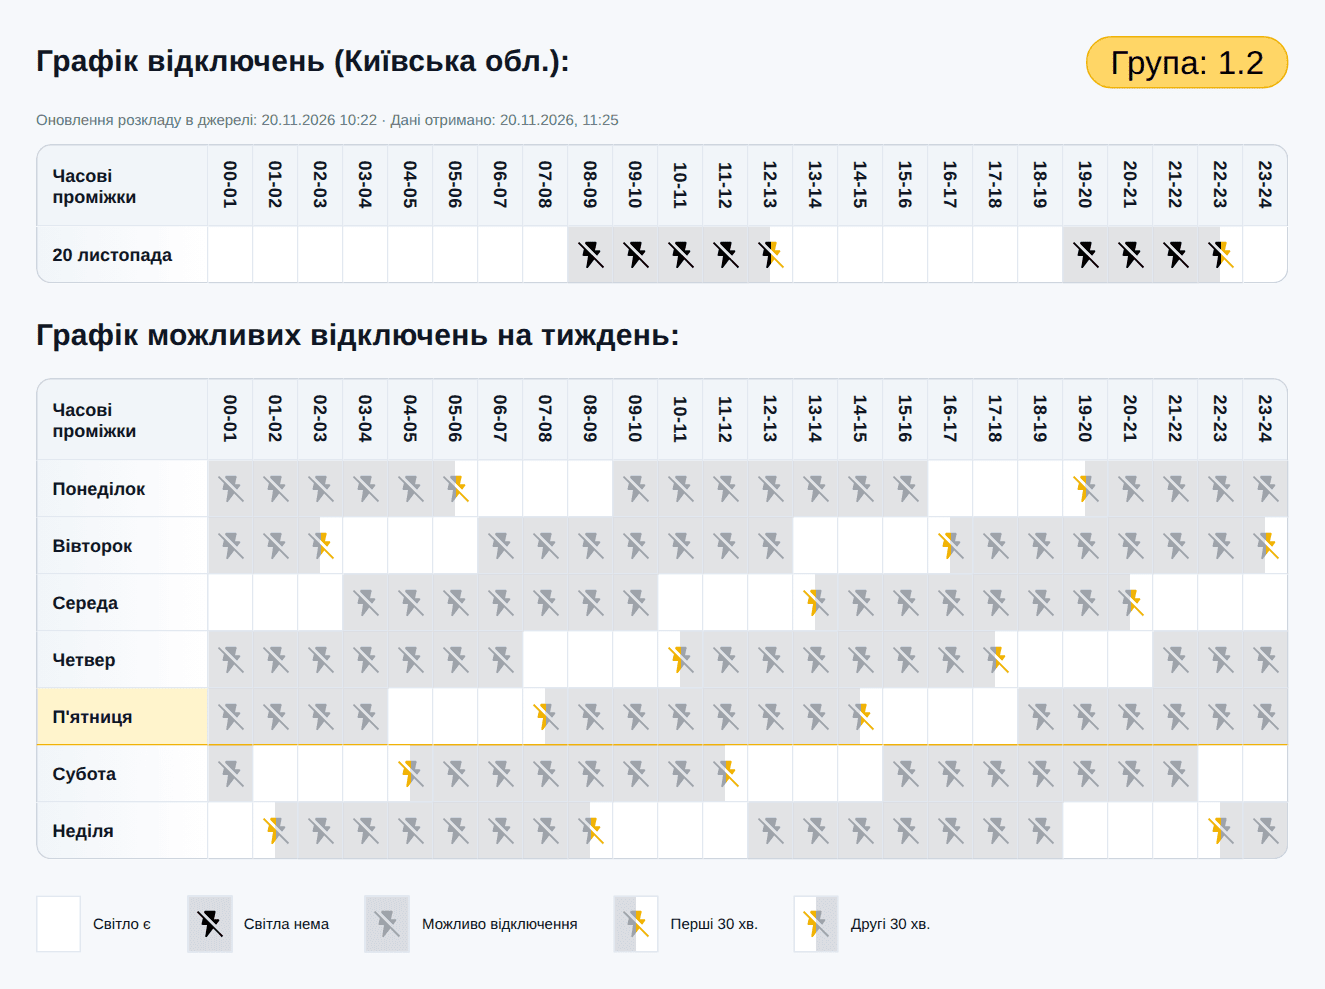 Графік відключень (Київська обл.):
Група: 1.2
Оновлення розкладу в джерелі: 20.11.2026 10:22 · Дані отримано: 20.11.2026, 11:25
Часові проміжки 00-01 01-02 02-03 03-04 04-05 05-06 06-07 07-08 08-09 09-10 10-11 11-12 12-13 13-14 14-15 15-16 16-17 17-18 18-19 19-20 20-21 21-22 22-23 23-24
20 листопада
Графік можливих відключень на тиждень:
Часові проміжки 00-01 01-02 02-03 03-04 04-05 05-06 06-07 07-08 08-09 09-10 10-11 11-12 12-13 13-14 14-15 15-16 16-17 17-18 18-19 19-20 20-21 21-22 22-23 23-24
Понеділок
Вівторок
Середа
Четвер
П'ятниця
Субота
Неділя
Світло є Світла нема Можливо відключення Перші 30 хв. Другі 30 хв.